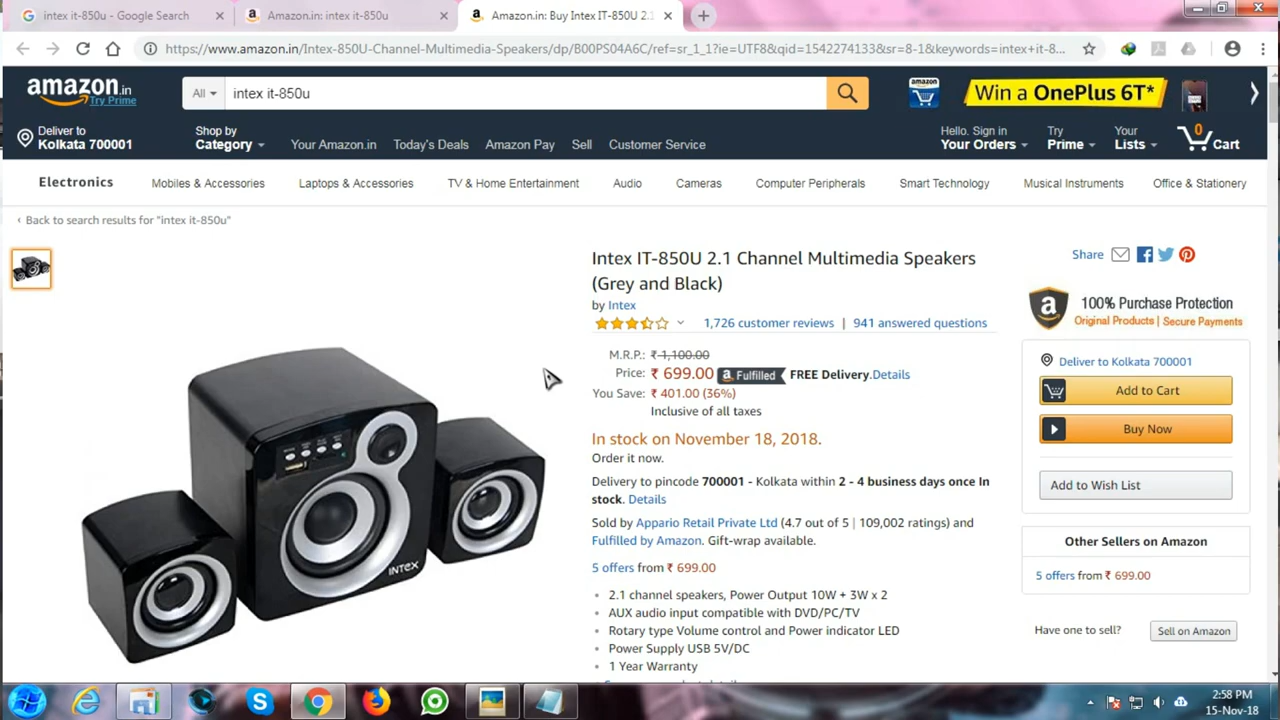 intex it-850u - Google Search
Amazon.in: intex it-850u
Amazon.in: Buy Intex IT-850U 2.1
https://www.amazon.in/Intex-850U-Channel-Multimedia-Speakers/dp/B00PS04A6C/ref=sr_1_1?ie=UTF8&qid=1542274133&sr=8-1&keywords=intex+it-8...
amazon.in
Try Prime
All
intex it-850u
amazon
Win a OnePlus 6T*
Deliver to
Kolkata 700001
Shop by
Category
Your Amazon.in
Today's Deals
Amazon Pay
Sell
Customer Service
Hello. Sign in
Your Orders
Try
Prime
Your
Lists
0
Cart
Electronics
Mobiles & Accessories
Laptops & Accessories
TV & Home Entertainment
Audio
Cameras
Computer Peripherals
Smart Technology
Musical Instruments
Office & Stationery
‹ Back to search results for "intex it-850u"
Intex IT-850U 2.1 Channel Multimedia Speakers
(Grey and Black)
by Intex
1,726 customer reviews | 941 answered questions
M.R.P.: ₹ 1,100.00
Price: ₹ 699.00 a Fulfilled FREE Delivery.Details
You Save: ₹ 401.00 (36%)
Inclusive of all taxes
In stock on November 18, 2018.
Order it now.
Delivery to pincode 700001 - Kolkata within 2 - 4 business days once In
stock. Details
Sold by Appario Retail Private Ltd (4.7 out of 5 | 109,002 ratings) and
Fulfilled by Amazon. Gift-wrap available.
5 offers from ₹ 699.00
2.1 channel speakers, Power Output 10W + 3W x 2
AUX audio input compatible with DVD/PC/TV
Rotary type Volume control and Power indicator LED
Power Supply USB 5V/DC
1 Year Warranty
INTEX
Share
a
100% Purchase Protection
Original Products | Secure Payments
Deliver to Kolkata 700001
Add to Cart
Buy Now
Add to Wish List
Other Sellers on Amazon
5 offers from ₹ 699.00
Have one to sell?
Sell on Amazon
2:58 PM
15-Nov-18